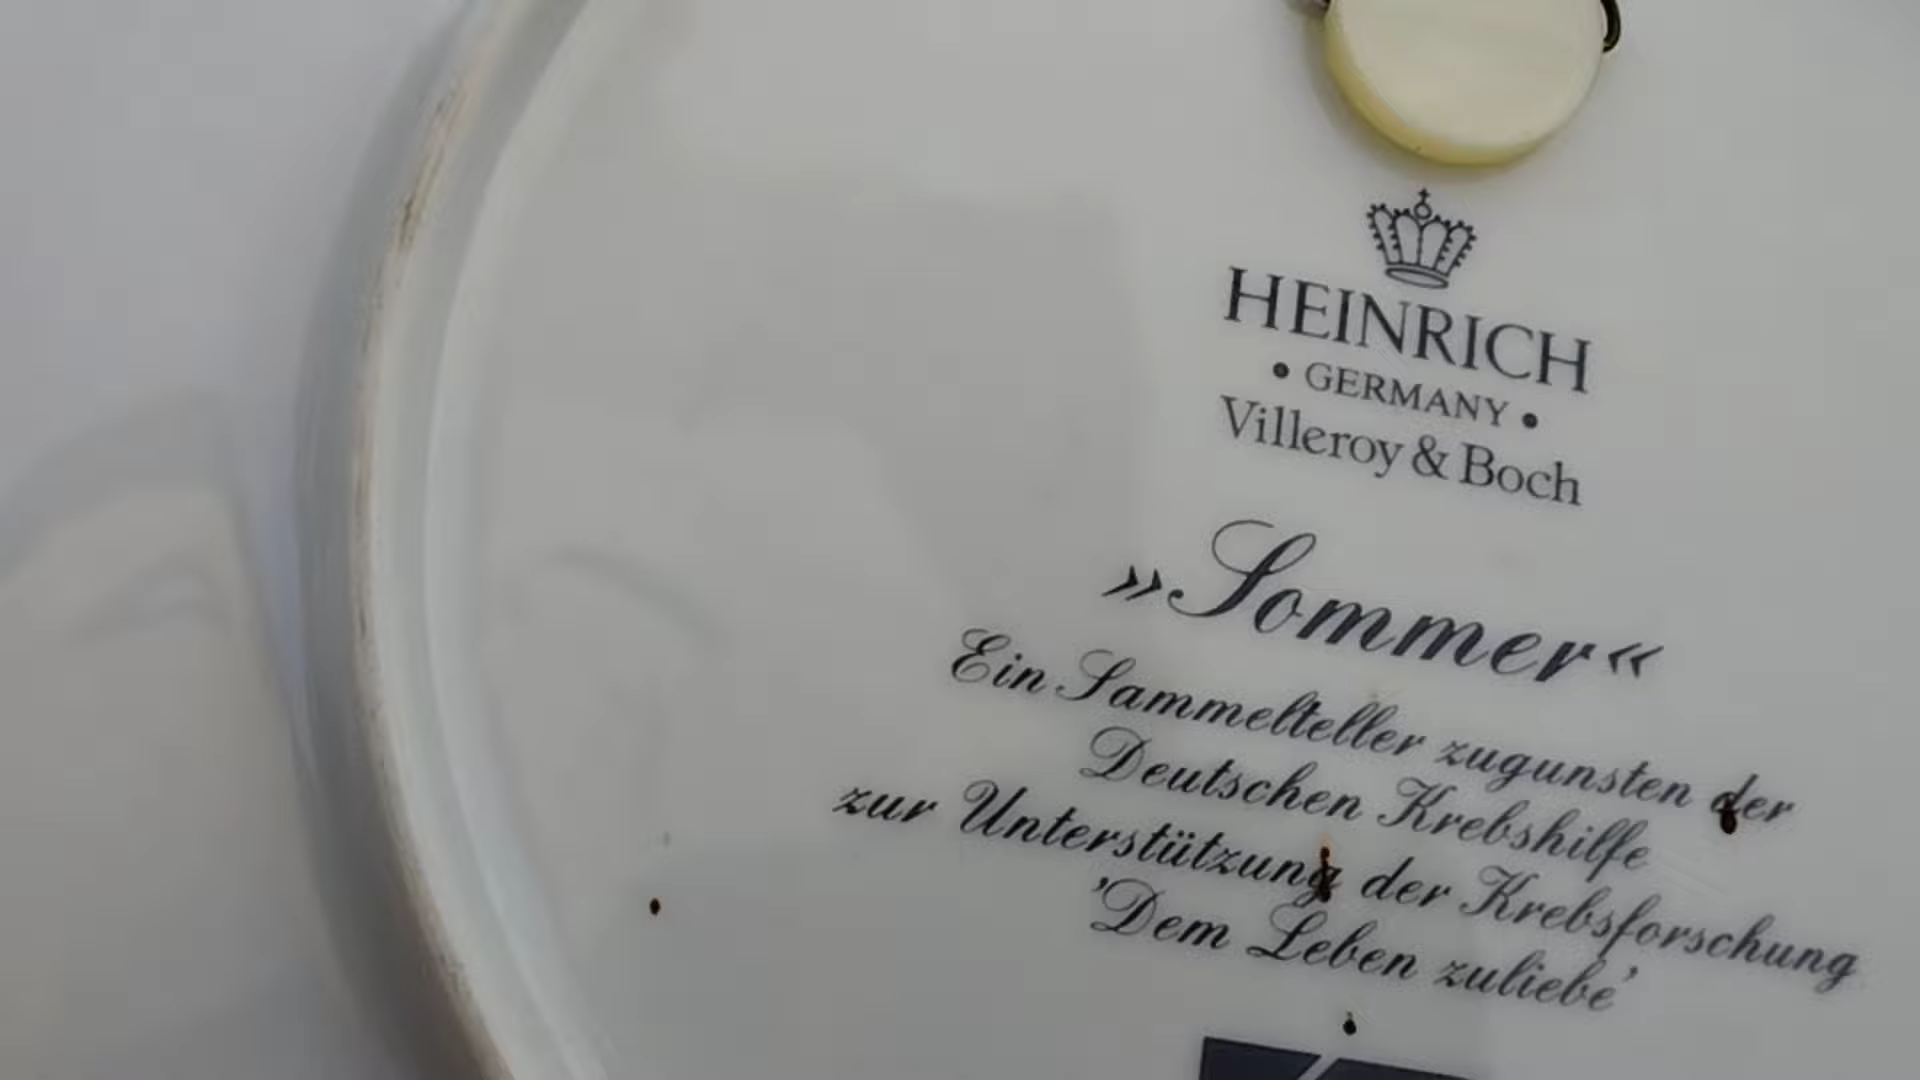 HEINRICH
• GERMANY •
Villeroy & Boch
»Sommer«
Ein Sammelteller zugunsten der
Deutschen Krebshilfe
zur Unterstützung der Krebsforschung
'Dem Leben zuliebe'